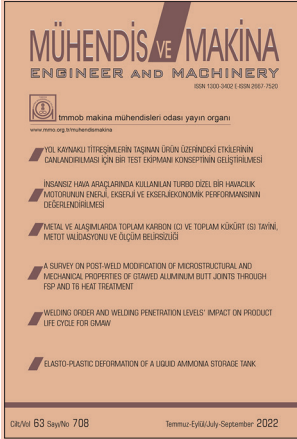 MÜHENDİS VE MAKİNA
ENGINEER AND MACHINERY
ISSN 1300-3402 E-ISSN 2667-7520
tmmob makina mühendisleri odası yayın organı
www.mmo.org.tr/muhendismakina
YOL KAYNAKLI TİTREŞİMLERİN TAŞINAN ÜRÜN ÜZERİNDEKİ ETKİLERİNİN
CANLANDIRILMASI İÇİN BİR TEST EKİPMANI KONSEPTİNİN GELİŞTİRİLMESİ
İNSANSIZ HAVA ARAÇLARINDA KULLANILAN TURBO DİZEL BİR HAVACILIK
MOTORUNUN ENERJİ, EKSERJİ VE EKSERJİEKONOMİK PERFORMANSININ
DEĞERLENDİRİLMESİ
METAL VE ALAŞIMLARDA TOPLAM KARBON (C) VE TOPLAM KÜKÜRT (S) TAYİNİ,
METOT VALİDASYONU VE ÖLÇÜM BELİRSİZLİĞİ
A SURVEY ON POST-WELD MODIFICATION OF MICROSTRUCTURAL AND
MECHANICAL PROPERTIES OF GTAWED ALUMINUM BUTT JOINTS THROUGH
FSP AND T6 HEAT TREATMENT
WELDING ORDER AND WELDING PENETRATION LEVELS' IMPACT ON PRODUCT
LIFE CYCLE FOR GMAW
ELASTO-PLASTIC DEFORMATION OF A LIQUID AMMONIA STORAGE TANK
Cilt/Vol 63 Sayı/No 708
Temmuz-Eylül/July-September 2022